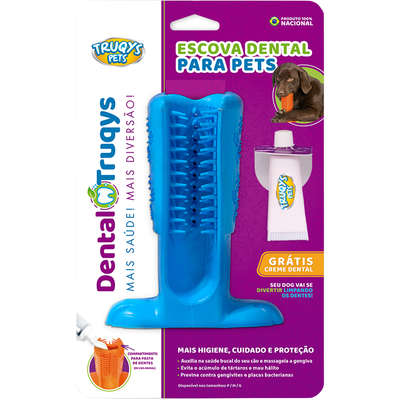 TRUQYS
PETS
PRODUTO 100%
NACIONAL
ESCOVA DENTAL
PARA PETS
Dental Truqys
MAIS SAÚDE! MAIS DIVERSÃO!
TRUQYS
PETS
GRÁTIS
CREME DENTAL
SEU DOG VAI SE
DIVERTIR LIMPANDO
OS DENTES!
COMPARTIMENTO
PARA PASTA
DE DENTES
MAIS HIGIENE, CUIDADO E PROTEÇÃO
• Auxilia na saúde bucal do seu cão e massageia a gengiva
• Evita o acúmulo de tártaros e mau hálito
• Previne contra gengivites e placas bacterianas
Disponível nos tamanhos: P / M / G